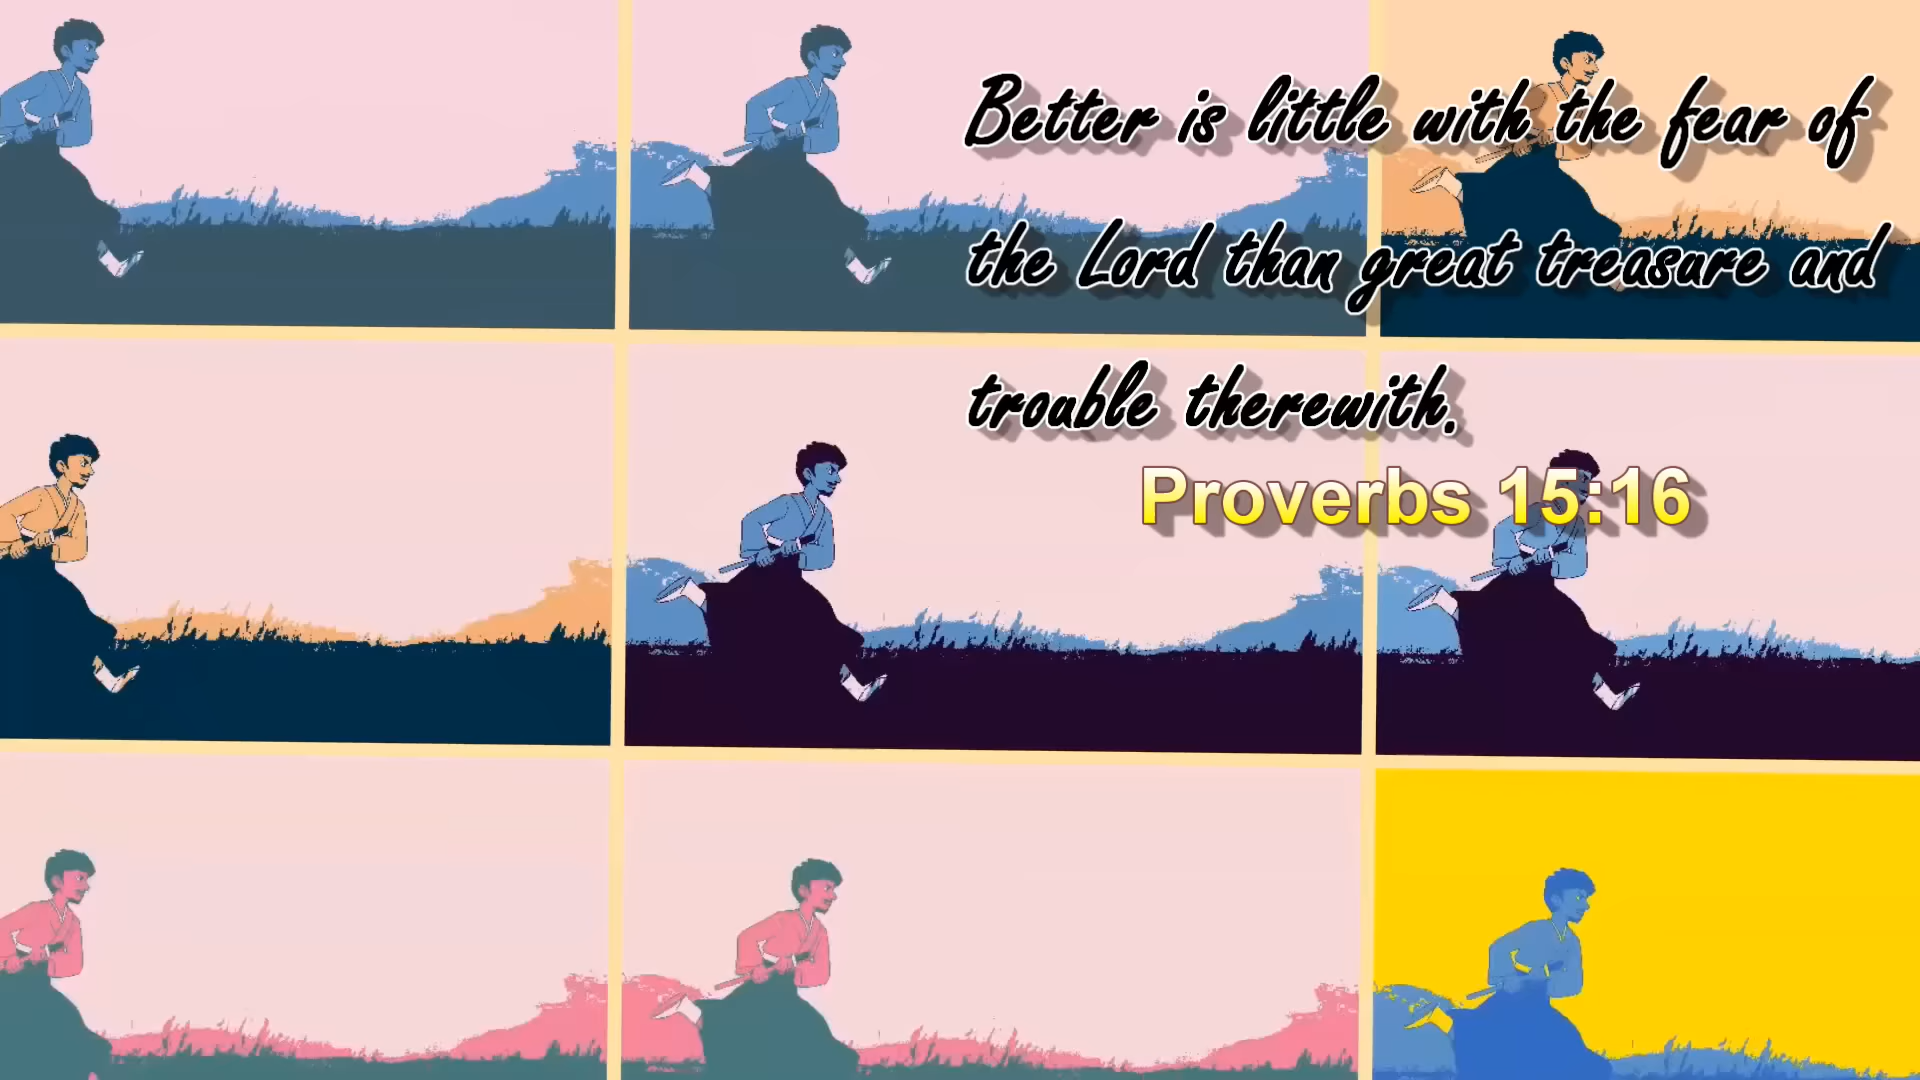 Better is little with the fear of
the Lord than great treasure and
trouble therewith.
Proverbs 15:16